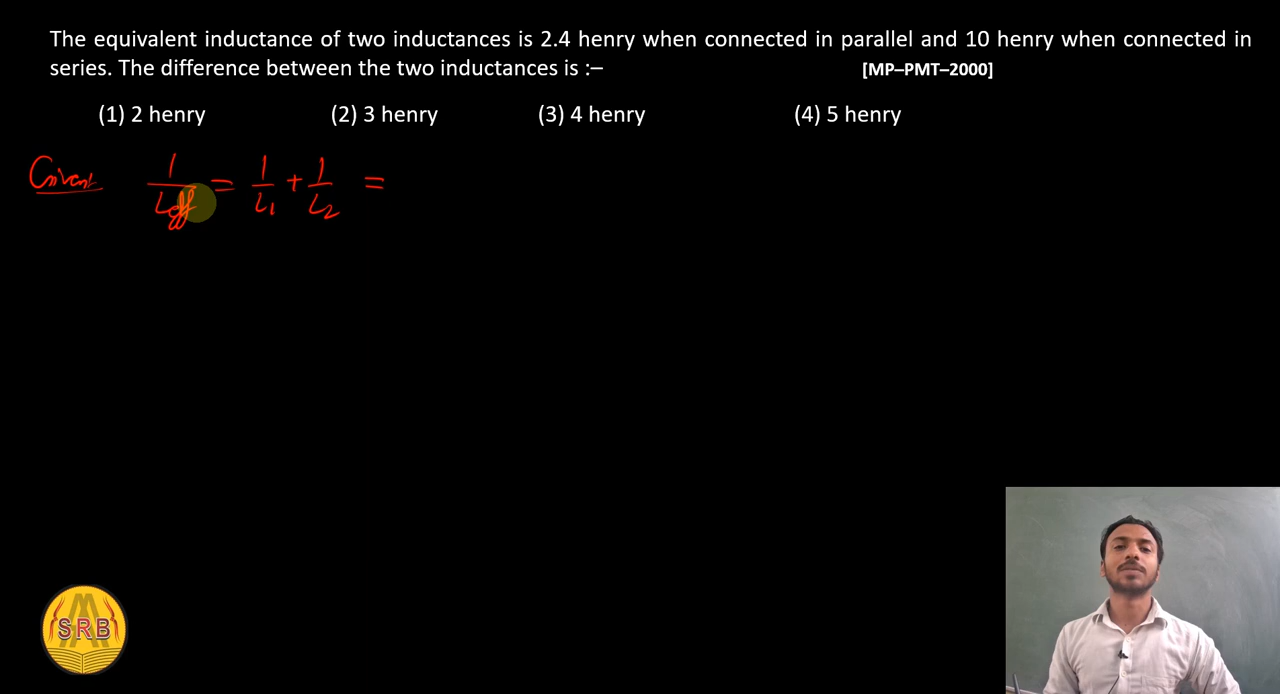 The equivalent inductance of two inductances is 2.4 henry when connected in parallel and 10 henry when connected in
series. The difference between the two inductances is :– [MP–PMT–2000]
(1) 2 henry (2) 3 henry (3) 4 henry (4) 5 henry
Given 1/Leff = 1/L1 + 1/L2 =
SRB